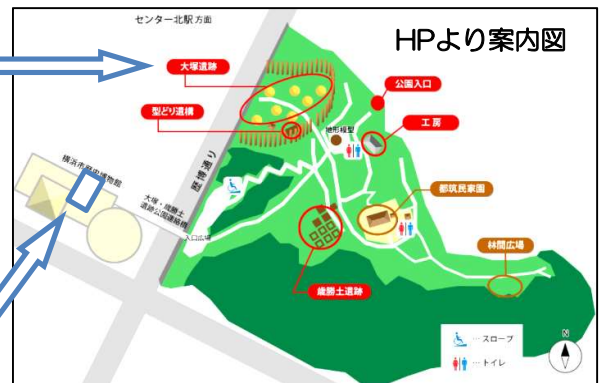 センター北駅 方面
HPより案内図
大塚遺跡
公園入口
型どり遺構
地形模型
工房
歴博通り
横浜市歴史博物館
大塚・歳勝土
遺跡公園連絡橋
都筑民家園
入口広場
林間広場
歳勝土遺跡
… スロープ
… トイレ
N